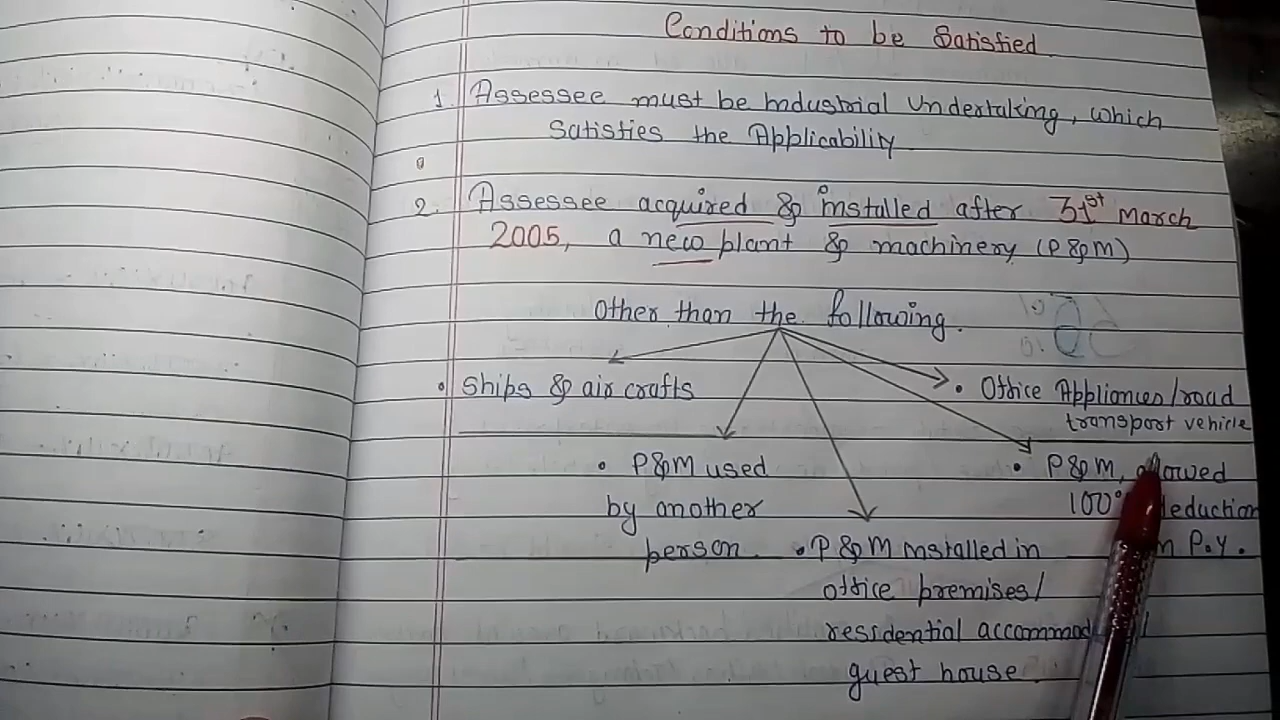 Conditions to be Satisfied
1. Assessee must be Industrial Undertaking, which
Satisfies the Applicability
2. Assessee acquired & installed after 31st March
2005, a new plant & machinery (P&M)
Other than the following.
• Ships & air crafts
• Office Appliances/road
transport vehicle
• P&M used
by another
person.
• P&M, allowed
100% deduction
P.Y.
• P&M installed in
office premises/
residential
guest house.